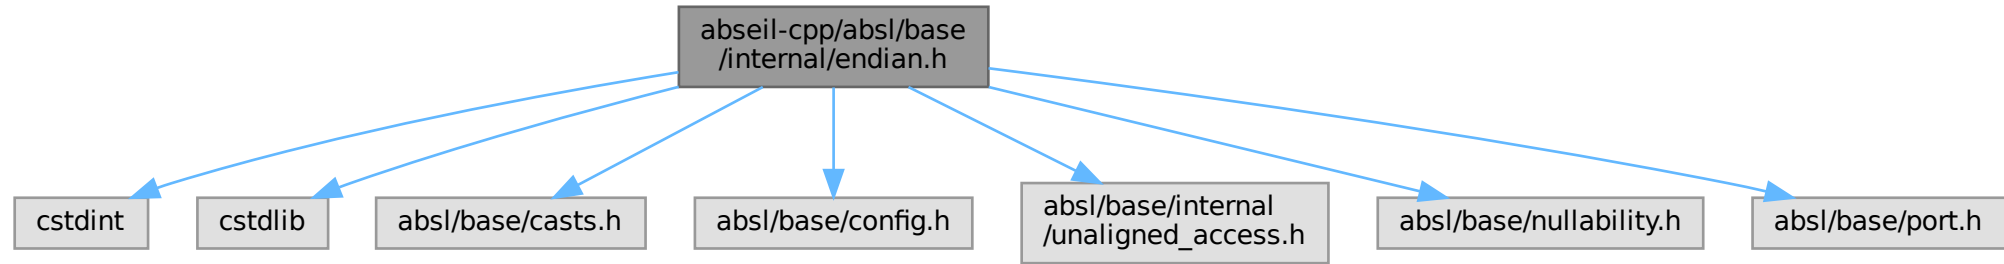 abseil-cpp/absl/base
/internal/endian.h
cstdint
cstdlib
absl/base/casts.h
absl/base/config.h
absl/base/internal
/unaligned_access.h
absl/base/nullability.h
absl/base/port.h